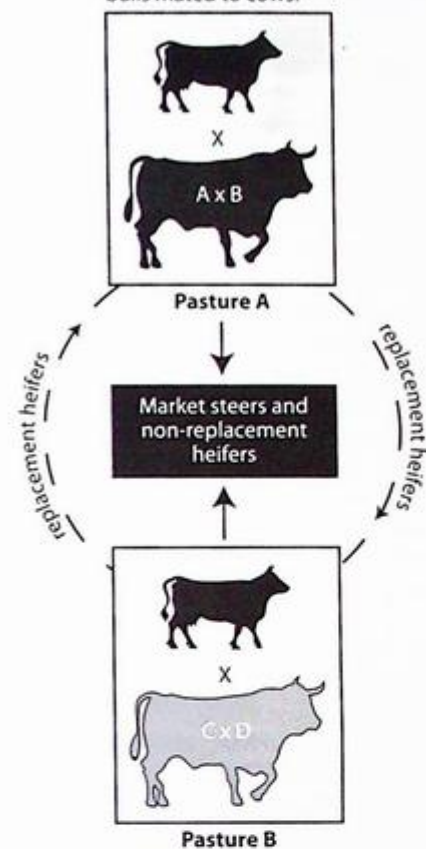 X
A x B
Pasture A
replacement heifers
replacement heifers
Market steers and
non-replacement
heifers
X
C x D
Pasture B